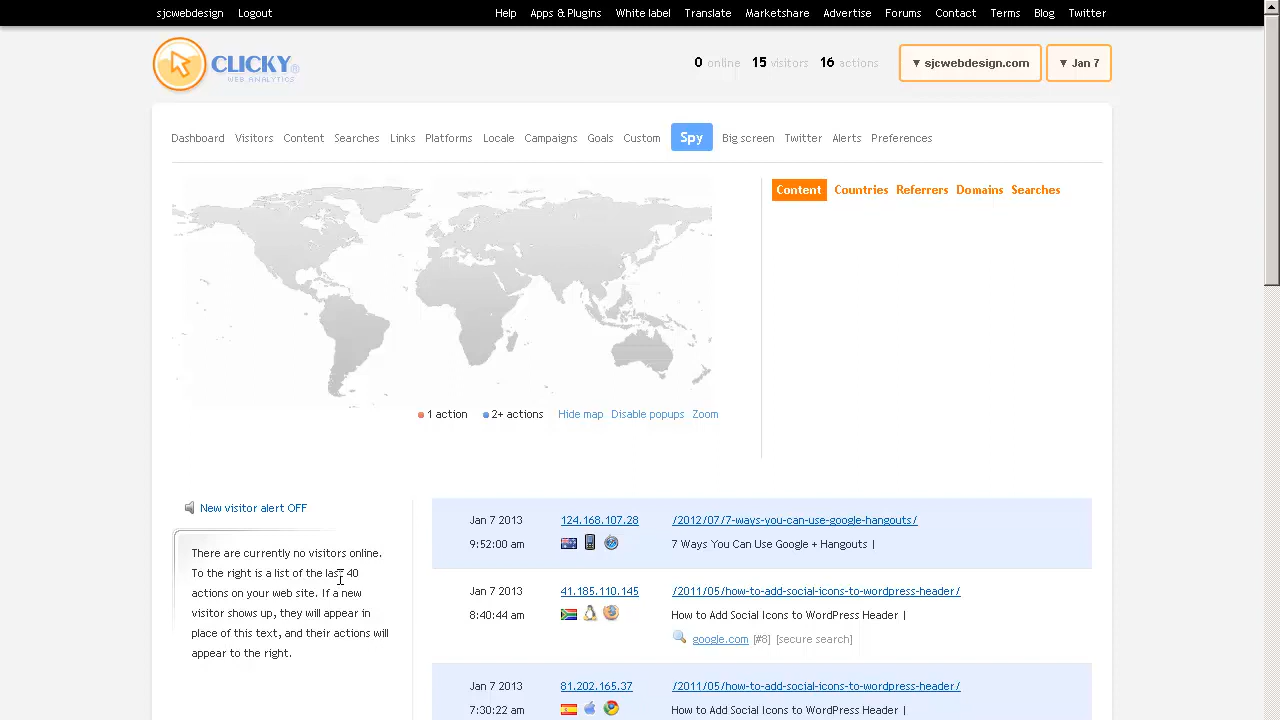 sjcwebdesign Logout Help Apps & Plugins White label Translate Marketshare Advertise Forums Contact Terms Blog Twitter
CLICKY®
WEB ANALYTICS
0 online 15 visitors 16 actions ▼ sjcwebdesign.com ▼ Jan 7
Dashboard Visitors Content Searches Links Platforms Locale Campaigns Goals Custom Spy Big screen Twitter Alerts Preferences
Content Countries Referrers Domains Searches
1 action 2+ actions Hide map Disable popups Zoom
New visitor alert OFF
There are currently no visitors online.
To the right is a list of the last 40
actions on your web site. If a new
visitor shows up, they will appear in
place of this text, and their actions will
appear to the right.
Jan 7 2013 124.168.107.28 /2012/07/7-ways-you-can-use-google-hangouts/
9:52:00 am 7 Ways You Can Use Google + Hangouts |
Jan 7 2013 41.185.110.145 /2011/05/how-to-add-social-icons-to-wordpress-header/
8:40:44 am How to Add Social Icons to WordPress Header |
google.com [#8] [secure search]
Jan 7 2013 81.202.165.37 /2011/05/how-to-add-social-icons-to-wordpress-header/
7:30:22 am How to Add Social Icons to WordPress Header |